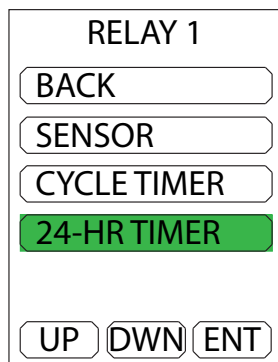 RELAY 1
BACK
SENSOR
CYCLE TIMER
24-HR TIMER
UP DWN ENT